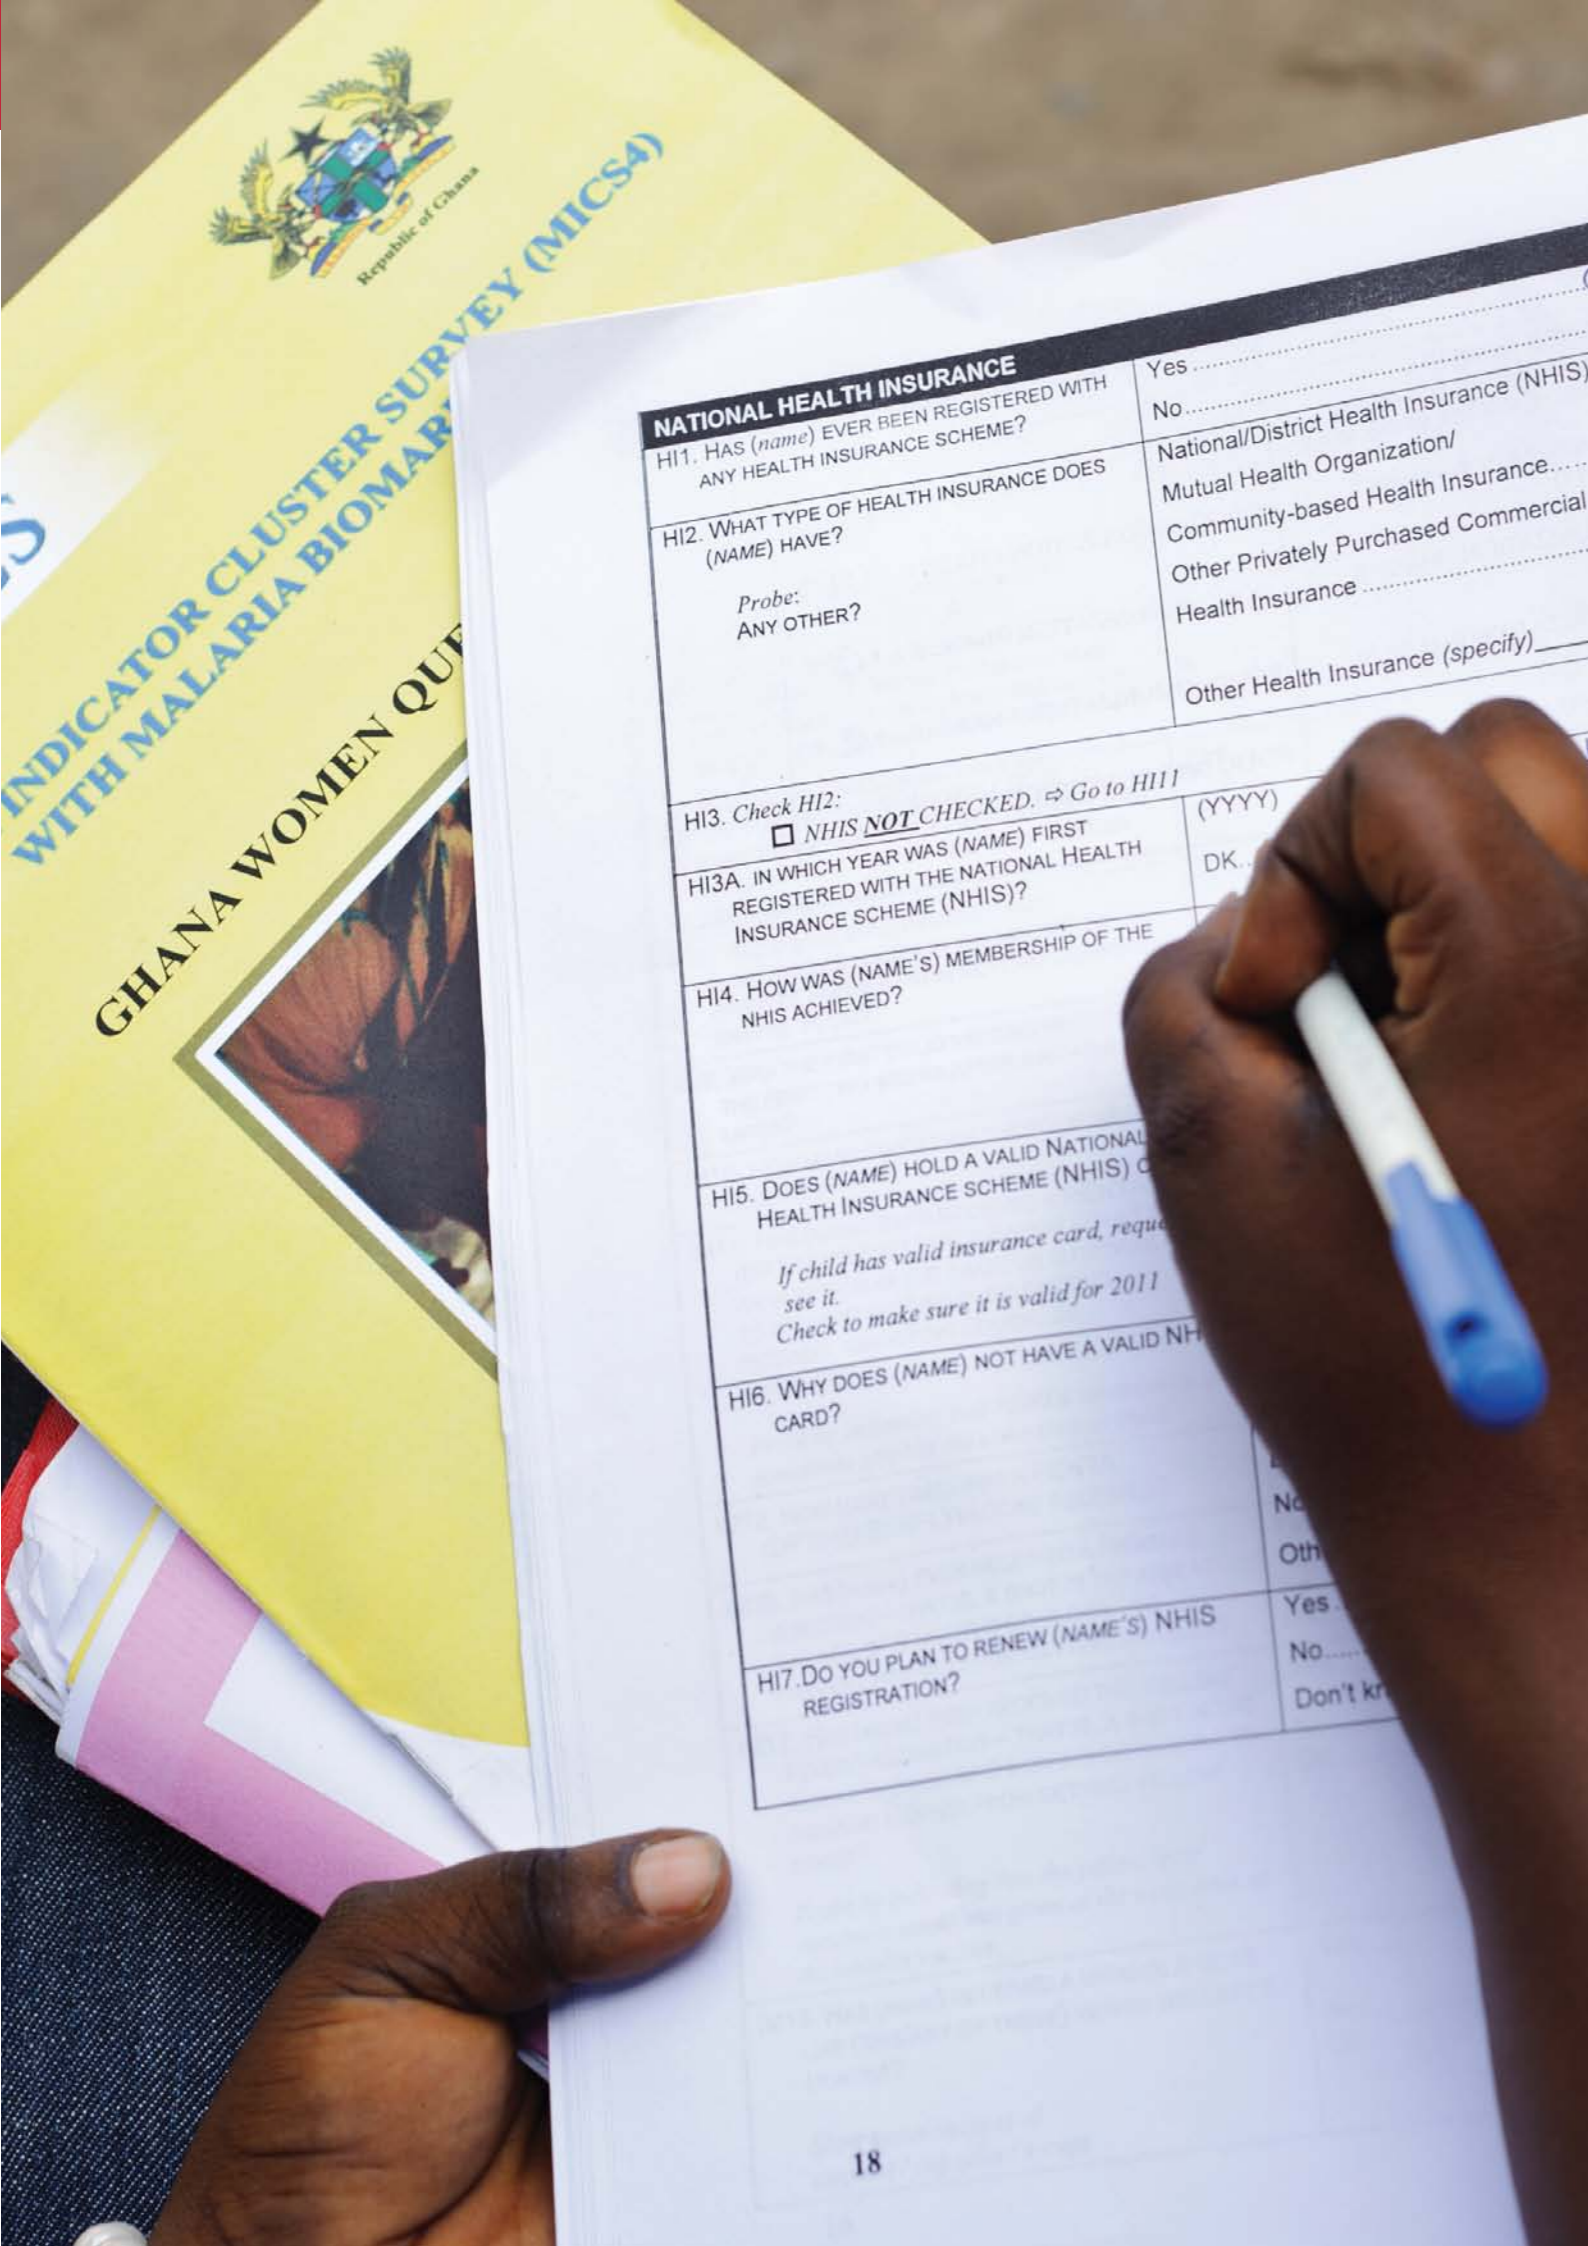 Republic of Ghana
INDICATOR CLUSTER SURVEY (MICS4)
WITH MALARIA
GHANA WOMEN
NATIONAL HEALTH INSURANCE
HI1. HAS (name) EVER BEEN REGISTERED WITH
ANY HEALTH INSURANCE SCHEME?
Yes
No
HI2. WHAT TYPE OF HEALTH INSURANCE DOES
(NAME) HAVE?
Probe:
ANY OTHER?
National/District Health Insurance (NHIS)
Mutual Health Organization/
Community-based Health Insurance
Other Privately Purchased Commercial
Health Insurance
Other Health Insurance (specify)
HI3. Check HI2:
☐ NHIS NOT CHECKED. ⇨ Go to HI11
HI3A. IN WHICH YEAR WAS (NAME) FIRST
REGISTERED WITH THE NATIONAL HEALTH
INSURANCE SCHEME (NHIS)?
(YYYY)
DK
HI4. HOW WAS (NAME'S) MEMBERSHIP OF THE
NHIS ACHIEVED?
HI5. DOES (NAME) HOLD A VALID NATIONAL
HEALTH INSURANCE SCHEME (NHIS)
If child has valid insurance card,
see it.
Check to make sure it is valid for 2011
HI6. WHY DOES (NAME) NOT HAVE A VALID
CARD?
HI7.DO YOU PLAN TO RENEW (NAME'S) NHIS
REGISTRATION?
Yes
No
Don't
18